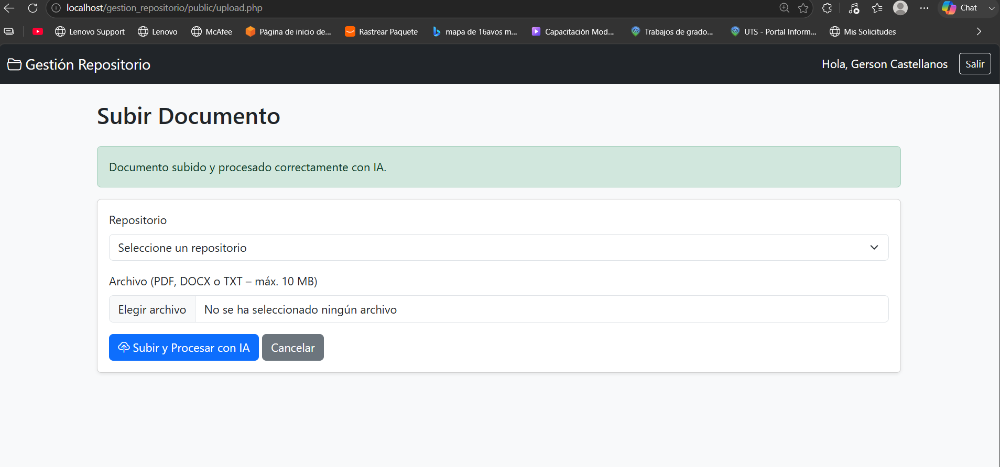 localhost/gestion_repositorio/public/upload.php
Chat
Lenovo Support
Lenovo
McAfee
Página de inicio de...
Rastrear Paquete
mapa de 16avos m...
Capacitación Mod...
Trabajos de grado...
UTS - Portal Inform...
Mis Solicitudes
Gestión Repositorio
Hola, Gerson Castellanos
Salir
Subir Documento
Documento subido y procesado correctamente con IA.
Repositorio
Seleccione un repositorio
Archivo (PDF, DOCX o TXT – máx. 10 MB)
Elegir archivo
No se ha seleccionado ningún archivo
Subir y Procesar con IA
Cancelar